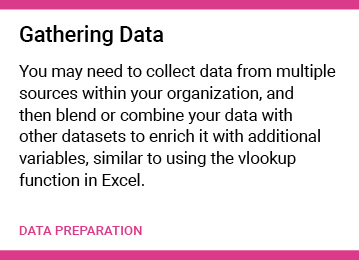 Gathering Data
You may need to collect data from multiple
sources within your organization, and
then blend or combine your data with
other datasets to enrich it with additional
variables, similar to using the vlookup
function in Excel.
DATA PREPARATION